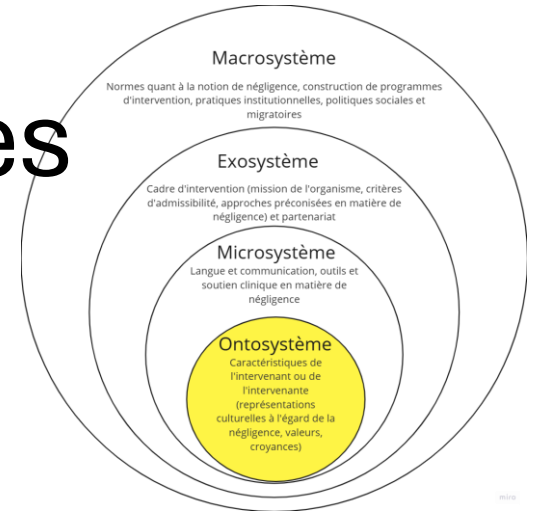 Macrosystème
Normes quant à la notion de négligence, construction de programmes
d'intervention, pratiques institutionnelles, politiques sociales et
migratoires
es
Exosystème
Cadre d'intervention (mission de l'organisme, critères
d'admissibilité, approches préconisées en matière de
négligence) et partenariat
Microsystème
Langue et communication, outils et
soutien clinique en matière de
négligence
Ontosystème
Caractéristiques de
l'intervenant ou de
l'intervenante
(représentations
culturelles à l'égard de la
négligence, valeurs,
croyances)
miro